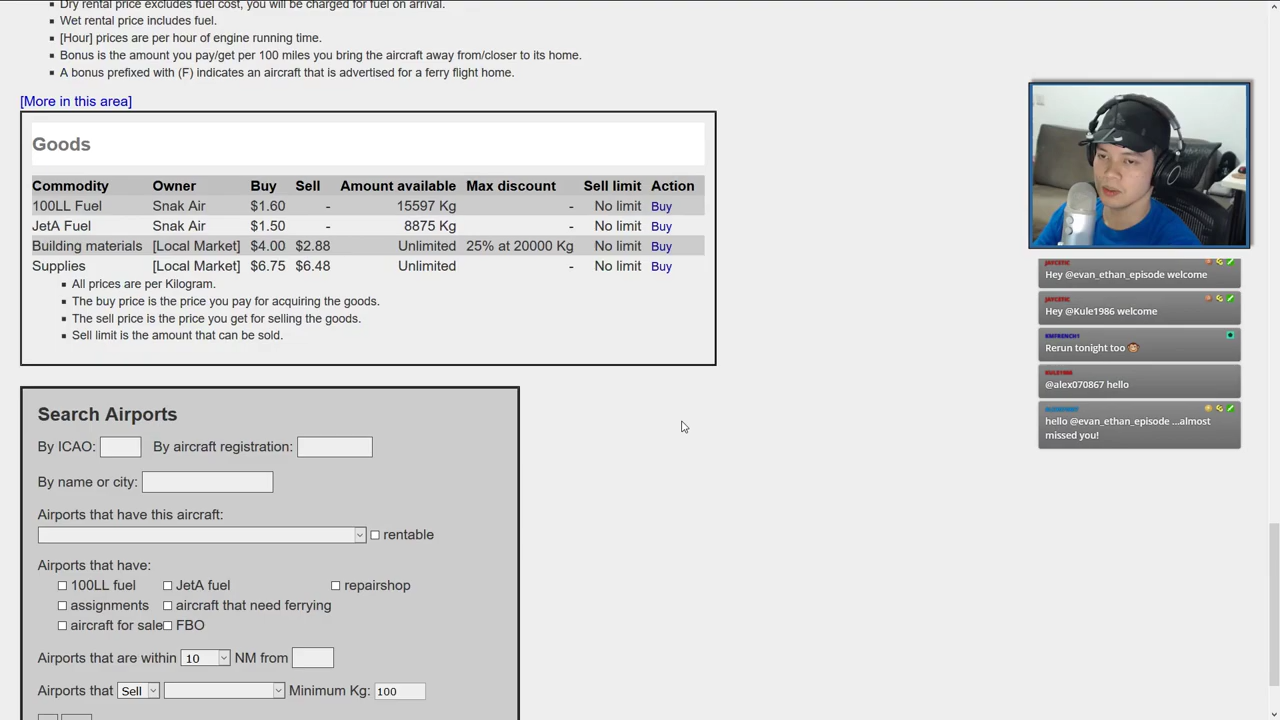 Dry rental price excludes fuel cost, you will be charged for fuel on arrival.
Wet rental price includes fuel.
[Hour] prices are per hour of engine running time.
Bonus is the amount you pay/get per 100 miles you bring the aircraft away from/closer to its home.
A bonus prefixed with (F) indicates an aircraft that is advertised for a ferry flight home.
[More in this area]
Goods
Commodity Owner Buy Sell Amount available Max discount Sell limit Action
100LL Fuel Snak Air $1.60 - 15597 Kg - No limit Buy
JetA Fuel Snak Air $1.50 - 8875 Kg - No limit Buy
Building materials [Local Market] $4.00 $2.88 Unlimited 25% at 20000 Kg No limit Buy
Supplies [Local Market] $6.75 $6.48 Unlimited - No limit Buy
All prices are per Kilogram.
The buy price is the price you pay for acquiring the goods.
The sell price is the price you get for selling the goods.
Sell limit is the amount that can be sold.
Search Airports
By ICAO: By aircraft registration:
By name or city:
Airports that have this aircraft:
rentable
Airports that have:
100LL fuel JetA fuel repairshop
assignments aircraft that need ferrying
aircraft for sale FBO
Airports that are within 10 NM from
Airports that Sell Minimum Kg: 100
Hey @evan_ethan_episode welcome
Hey @Kule1986 welcome
KMFRENCH1
Rerun tonight too
KULE1986
@alex070867 hello
hello @evan_ethan_episode ...almost
missed you!